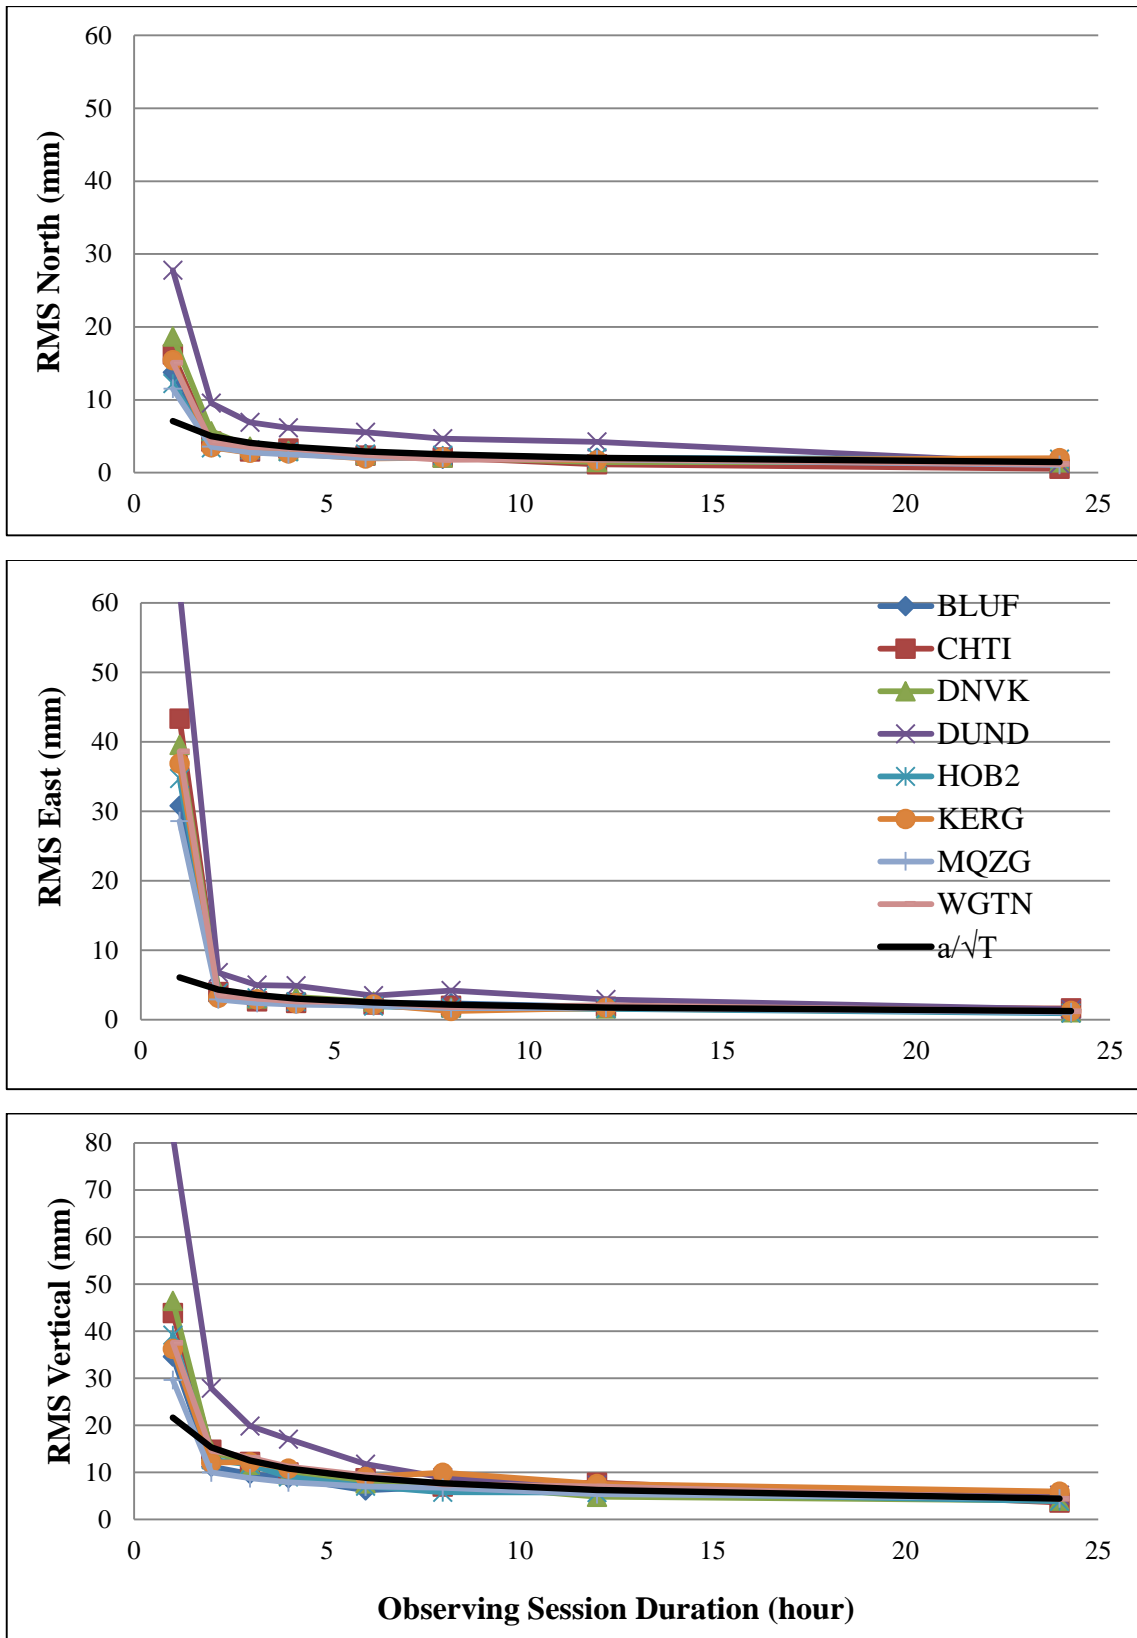 60
50
40
30
20
10
0
RMS North (mm)
0 5 10 15 20 25
60
50
40
30
20
10
0
RMS East (mm)
BLUF
CHTI
DNVK
DUND
HOB2
KERG
MQZG
WGTN
a/√T
0 5 10 15 20 25
80
70
60
50
40
30
20
10
0
RMS Vertical (mm)
0 5 10 15 20 25
Observing Session Duration (hour)